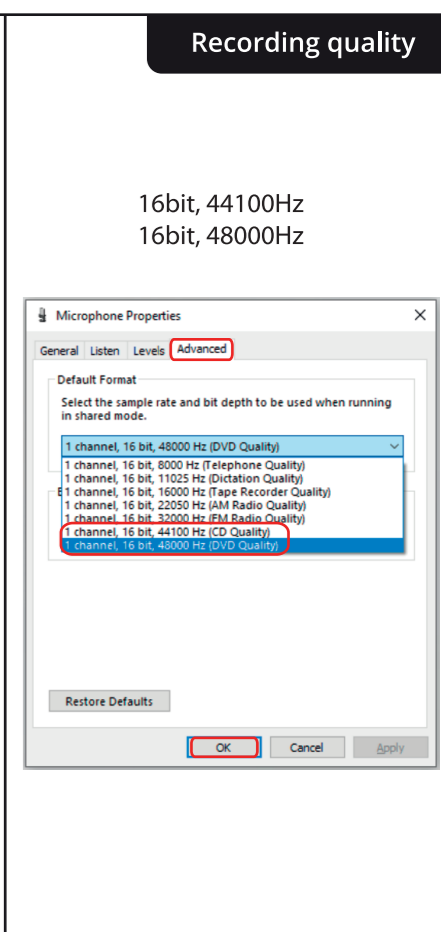 Recording quality
16bit, 44100Hz
16bit, 48000Hz
Microphone Properties
General Listen Levels Advanced
Default Format
Select the sample rate and bit depth to be used when running
in shared mode.
1 channel, 16 bit, 48000 Hz (DVD Quality)
1 channel, 16 bit, 8000 Hz (Telephone Quality)
1 channel, 16 bit, 11025 Hz (Dictation Quality)
E 1 channel, 16 bit, 16000 Hz (Tape Recorder Quality)
1 channel, 16 bit, 22050 Hz (AM Radio Quality)
1 channel, 16 bit, 32000 Hz (FM Radio Quality)
1 channel, 16 bit, 44100 Hz (CD Quality)
1 channel, 16 bit, 48000 Hz (DVD Quality)
Restore Defaults
OK Cancel Apply